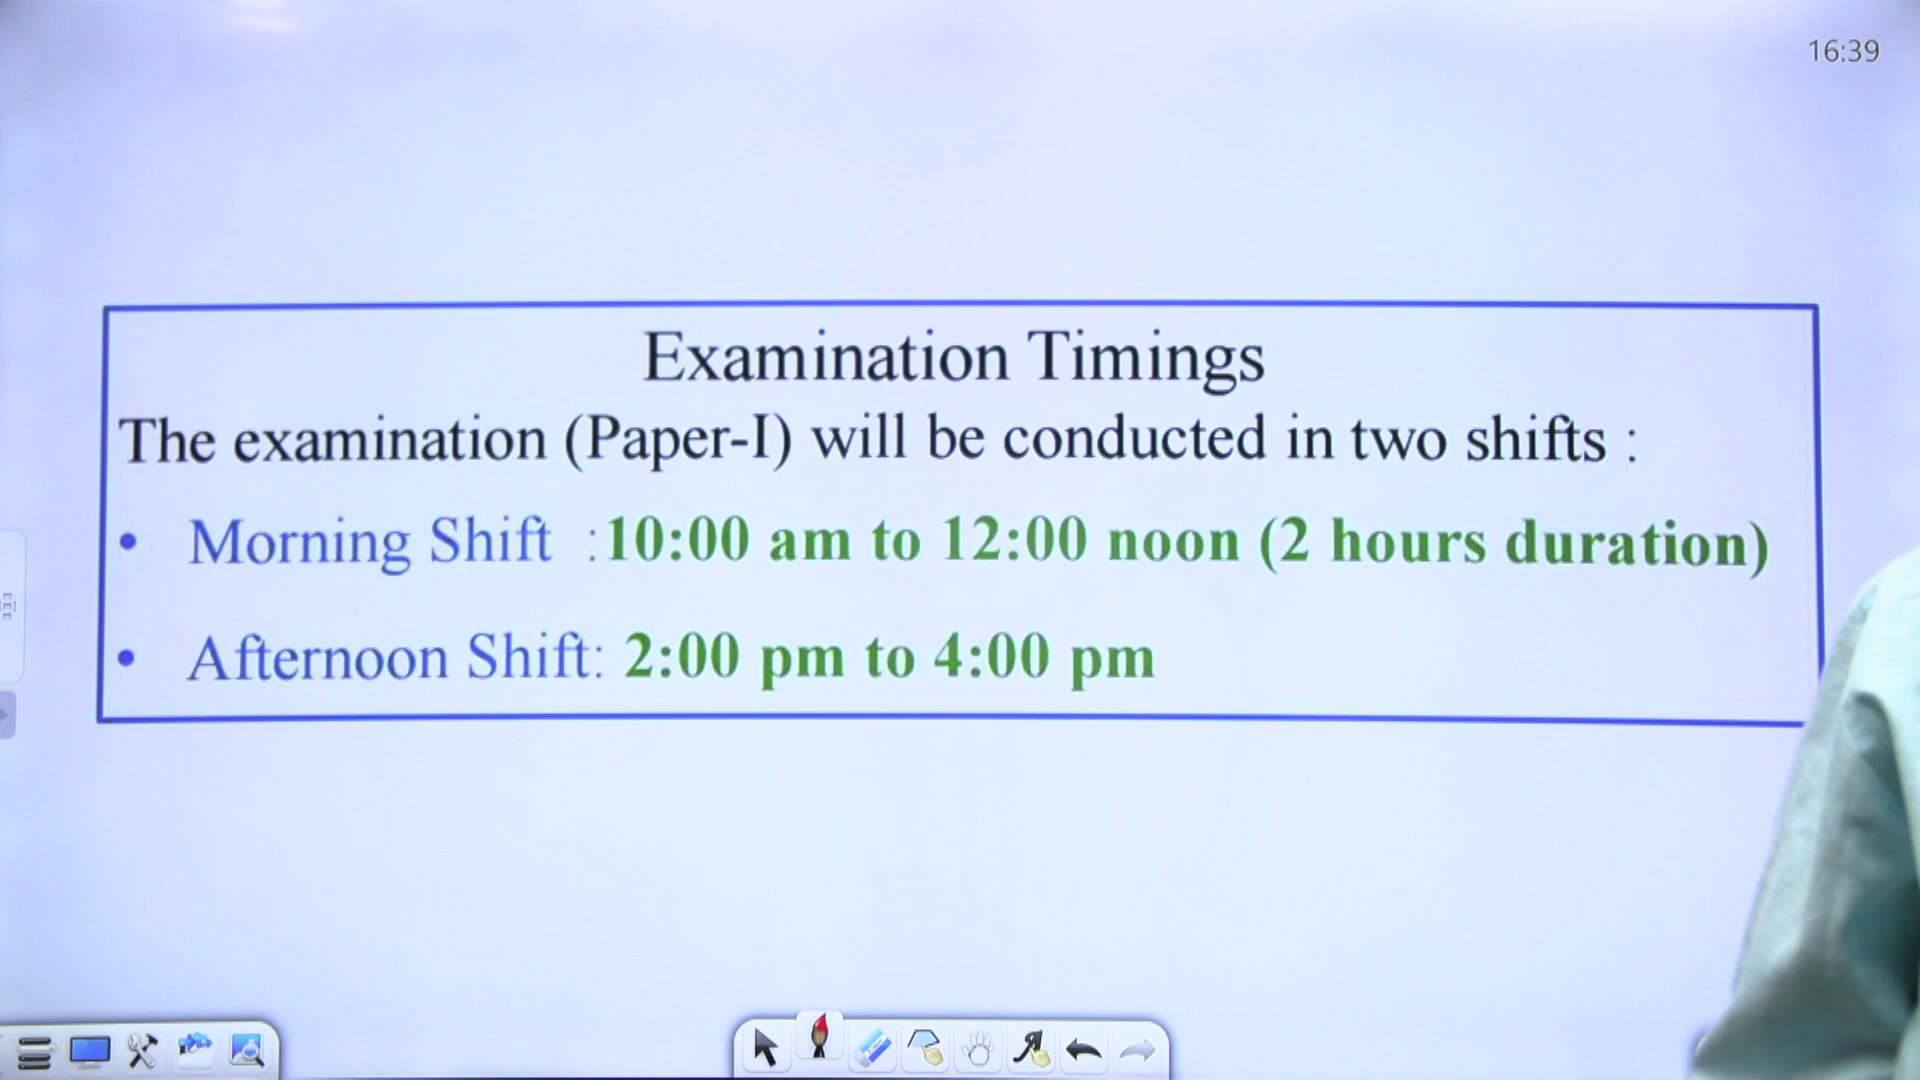 16:39
Examination Timings
The examination (Paper-I) will be conducted in two shifts :
• Morning Shift :10:00 am to 12:00 noon (2 hours duration)
• Afternoon Shift: 2:00 pm to 4:00 pm